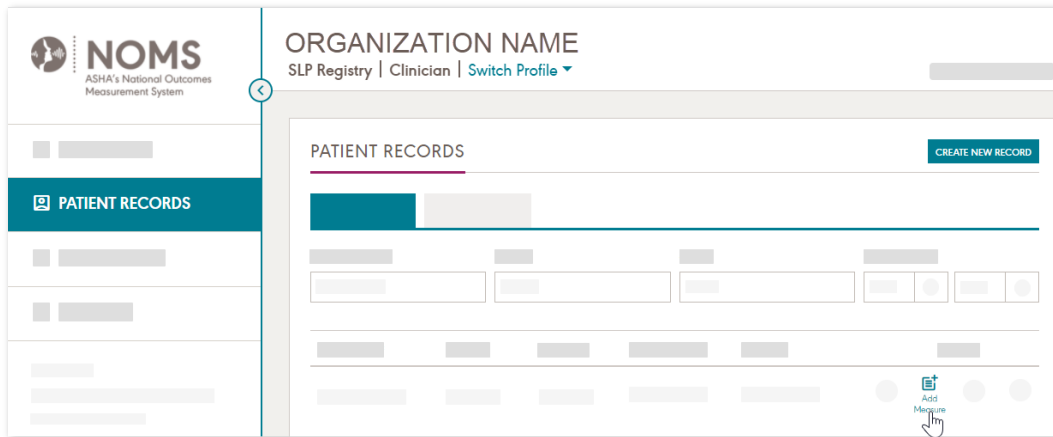 NOMS
ASHA's National Outcomes
Measurement System
ORGANIZATION NAME
SLP Registry | Clinician | Switch Profile
PATIENT RECORDS
PATIENT RECORDS
CREATE NEW RECORD
Add
Measure